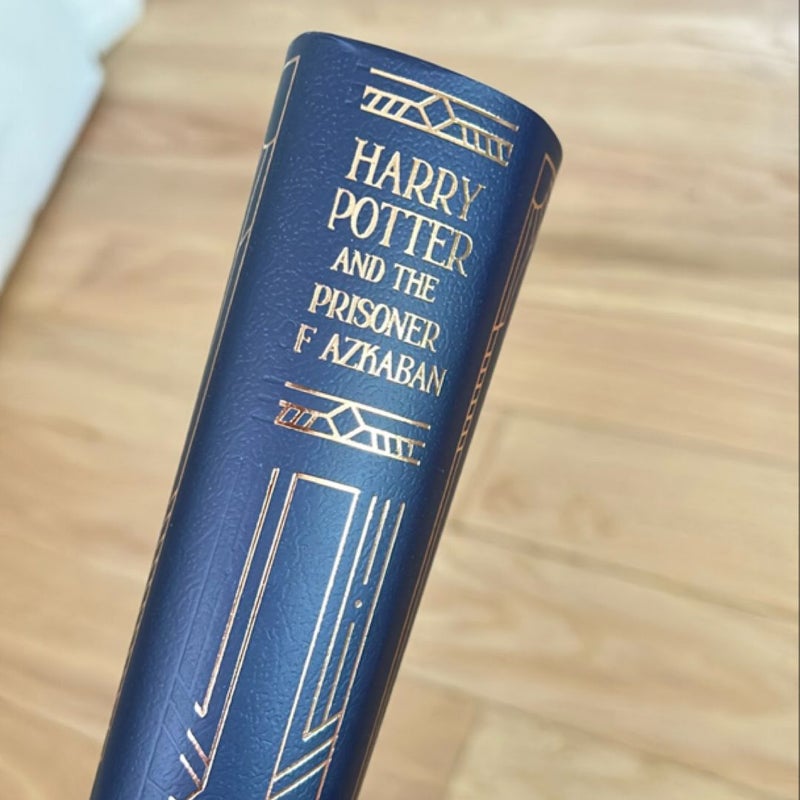 HARRY
POTTER
AND THE
PRISONER
F AZKABAN